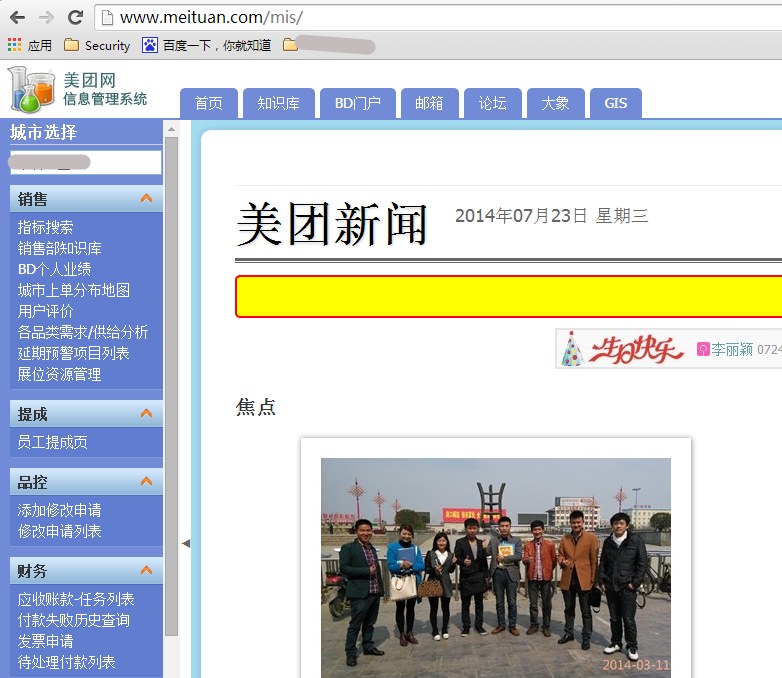 www.meituan.com/mis/
应用 Security 百度一下，你就知道
美团网
信息管理系统
首页 知识库 BD门户 邮箱 论坛 大象 GIS
城市选择
销售
指标搜索
销售部知识库
BD个人业绩
城市上单分布地图
用户评价
各品类需求/供给分析
延期预警项目列表
展位资源管理
提成
员工提成页
品控
添加修改申请
修改申请列表
财务
应收账款-任务列表
付款失败历史查询
发票申请
待处理付款列表
美团新闻 2014年07月23日 星期三
生日快乐 李丽颖 0724
焦点
2014-03-11